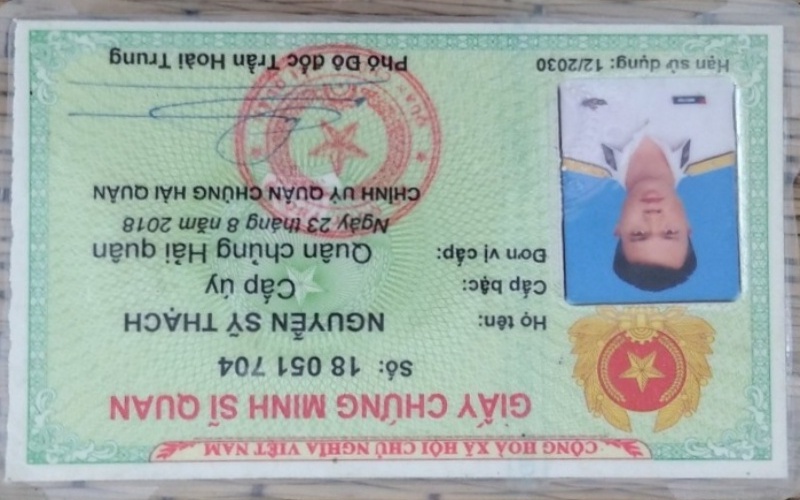 CỘNG HOÀ XÃ HỘI CHỦ NGHĨA VIỆT NAM
GIẤY CHỨNG MINH SĨ QUAN
Số: 18 051 704
Họ tên: NGUYỄN SỸ THẠCH
Cấp bậc: Cấp úy
Đơn vị cấp: Quân chủng Hải quân
Ngày 23 tháng 8 năm 2018
CHÍNH UỶ QUÂN CHỦNG HẢI QUÂN
Phó Đô đốc Trần Hoài Trung
Hạn sử dụng: 12/2030